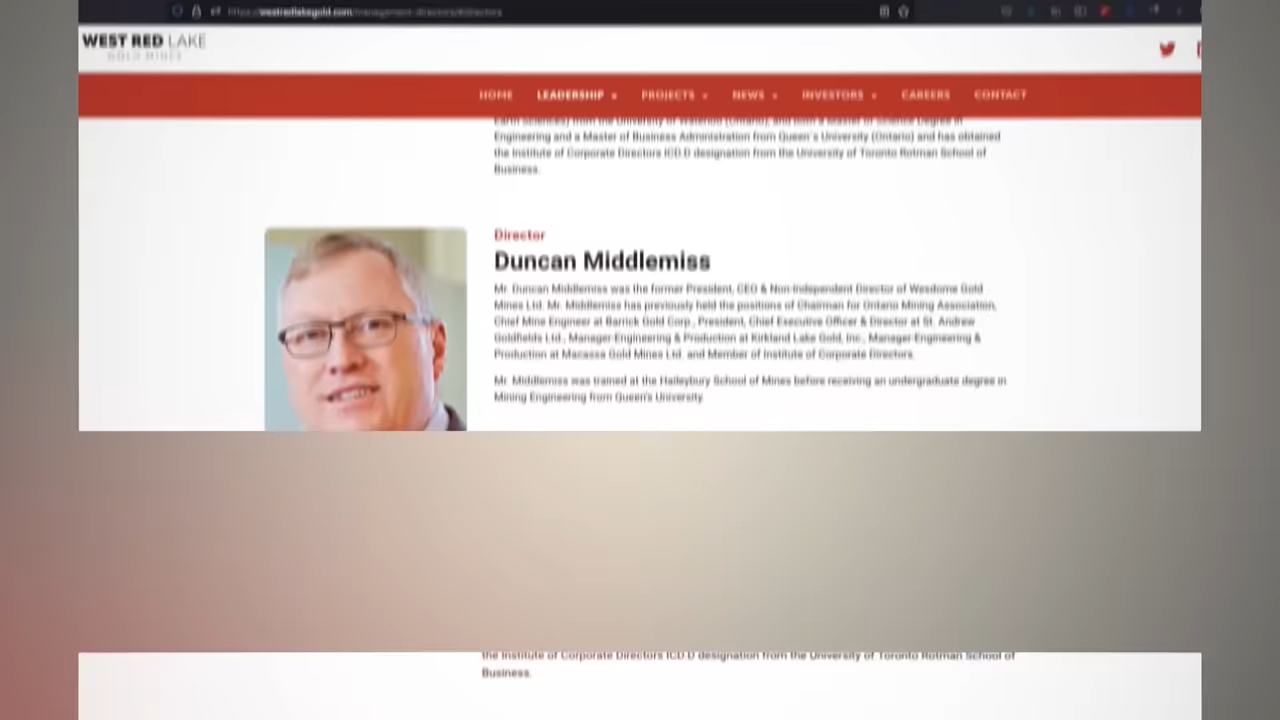 https://westredlakegold.com/management-directors/#directors
WEST RED LAKE
GOLD MINES
HOME LEADERSHIP PROJECTS NEWS INVESTORS CAREERS CONTACT
Earth Sciences) from the University of Waterloo (Ontario), and both a Master of Science Degree in
Engineering and a Master of Business Administration from Queen's University (Ontario) and has obtained
the Institute of Corporate Directors ICD.D designation from the University of Toronto Rotman School of
Business.
Director
Duncan Middlemiss
Mr. Duncan Middlemiss was the former President, CEO & Non-Independent Director of Wesdome Gold
Mines Ltd. Mr. Middlemiss has previously held the positions of Chairman for Ontario Mining Association,
Chief Mine Engineer at Barrick Gold Corp., President, Chief Executive Officer & Director at St. Andrew
Goldfields Ltd., Manager-Engineering & Production at Kirkland Lake Gold, Inc., Manager-Engineering &
Production at Macassa Gold Mines Ltd. and Member of Institute of Corporate Directors.
Mr. Middlemiss was trained at the Haileybury School of Mines before receiving an undergraduate degree in
Mining Engineering from Queen's University.
the Institute of Corporate Directors ICD.D designation from the University of Toronto Rotman School of
Business.